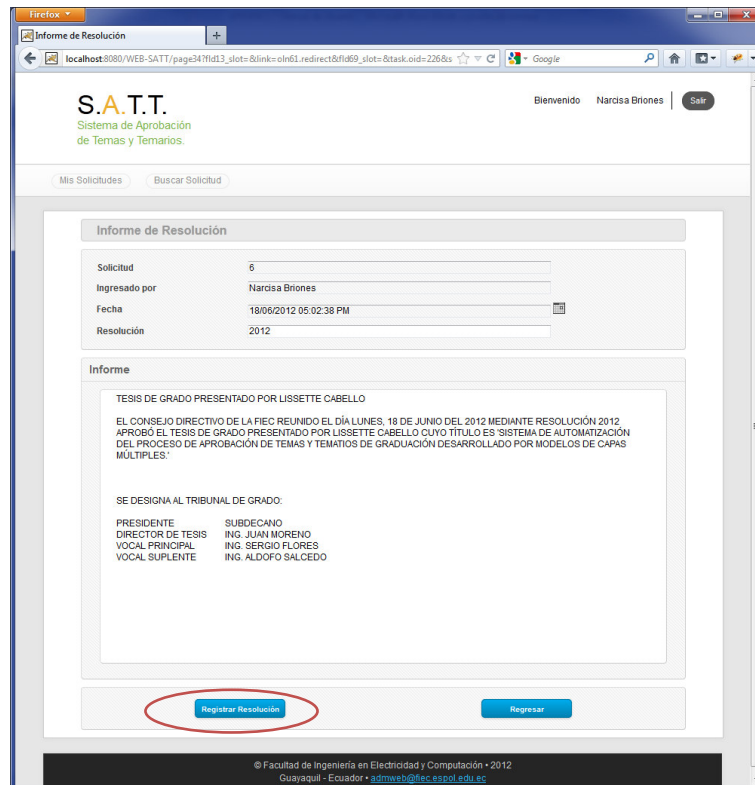 Firefox
Informe de Resolución
localhost:8080/WEB-SATT/page34?fld13_slot=&link=oln61.redirect&fld69_slot=&task.oid=226&s
Google
S.A.T.T.
Sistema de Aprobación
de Temas y Temarios.
Bienvenido Narcisa Briones Salir
Mis Solicitudes Buscar Solicitud
Informe de Resolución
Solicitud 6
Ingresado por Narcisa Briones
Fecha 18/06/2012 05:02:38 PM
Resolución 2012
Informe
TESIS DE GRADO PRESENTADO POR LISSETTE CABELLO
EL CONSEJO DIRECTIVO DE LA FIEC REUNIDO EL DÍA LUNES, 18 DE JUNIO DEL 2012 MEDIANTE RESOLUCIÓN 2012
APROBÓ EL TESIS DE GRADO PRESENTADO POR LISSETTE CABELLO CUYO TÍTULO ES 'SISTEMA DE AUTOMATIZACIÓN
DEL PROCESO DE APROBACIÓN DE TEMAS Y TEMATIOS DE GRADUACIÓN DESARROLLADO POR MODELOS DE CAPAS
MÚLTIPLES.'
SE DESIGNA AL TRIBUNAL DE GRADO:
PRESIDENTE SUBDECANO
DIRECTOR DE TESIS ING. JUAN MORENO
VOCAL PRINCIPAL ING. SERGIO FLORES
VOCAL SUPLENTE ING. ALDOFO SALCEDO
Registrar Resolución Regresar
© Facultad de Ingeniería en Electricidad y Computación • 2012
Guayaquil - Ecuador • admweb@fiec.espol.edu.ec